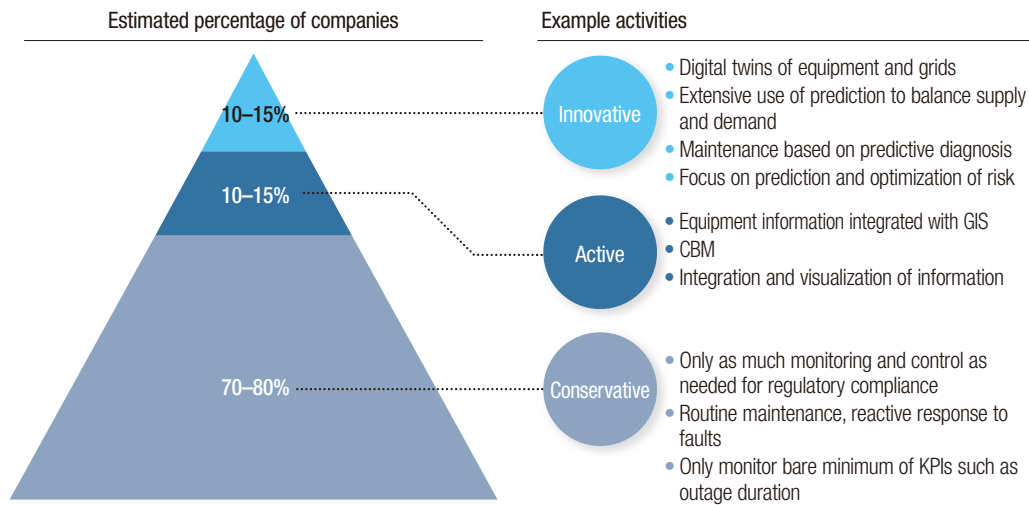 Estimated percentage of companies
Example activities
10–15%
Innovative
• Digital twins of equipment and grids
• Extensive use of prediction to balance supply
and demand
• Maintenance based on predictive diagnosis
• Focus on prediction and optimization of risk
10–15%
Active
• Equipment information integrated with GIS
• CBM
• Integration and visualization of information
70–80%
Conservative
• Only as much monitoring and control as
needed for regulatory compliance
• Routine maintenance, reactive response to
faults
• Only monitor bare minimum of KPIs such as
outage duration